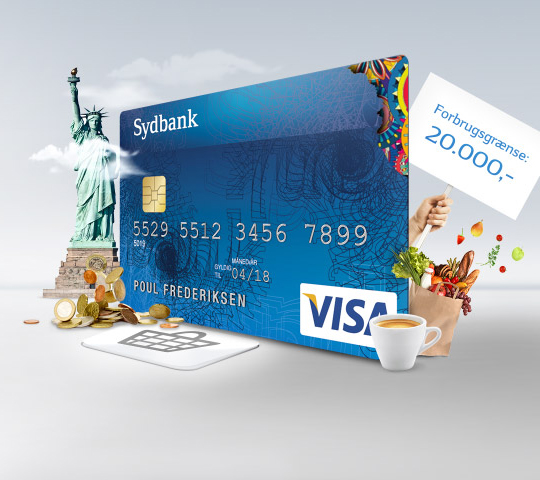 Sydbank
5529 5512 3456 7899
5019
MÅNED/ÅR
GYLDIG
TIL
04/18
POUL FREDERIKSEN
VISA
Forbrugsgrænse:
20.000,-